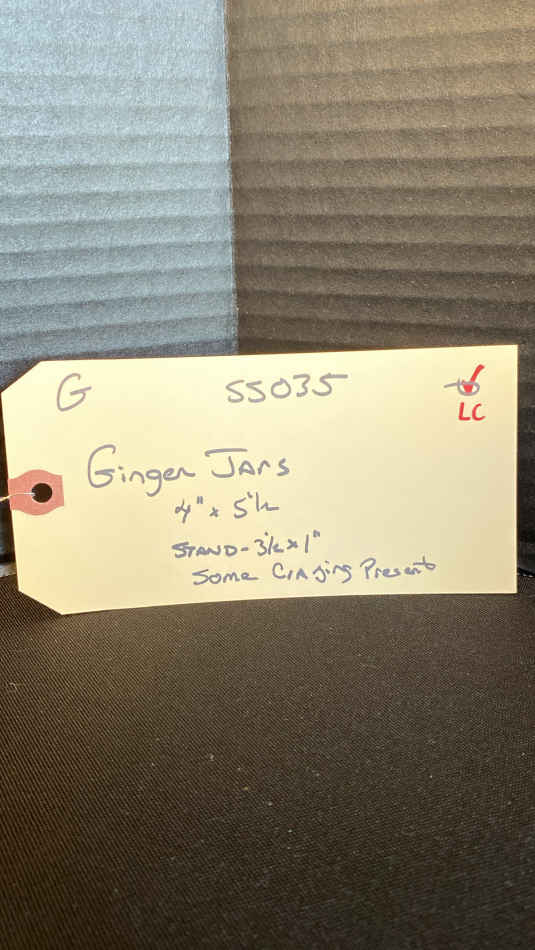 G SS035
LC
Ginger Jars
4" x 5½
STAND - 3½ x 1"
Some Crazing Present